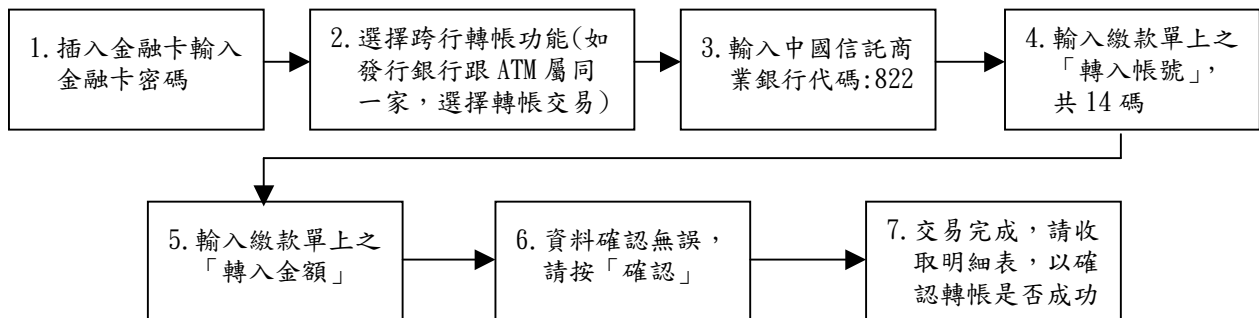 1.插入金融卡輸入
金融卡密碼
2.選擇跨行轉帳功能(如
發行銀行跟 ATM 屬同
一家，選擇轉帳交易)
3.輸入中國信託商
業銀行代碼:822
4.輸入繳款單上之
「轉入帳號」，
共 14 碼
5.輸入繳款單上之
「轉入金額」
6.資料確認無誤，
請按「確認」
7.交易完成，請收
取明細表，以確
認轉帳是否成功